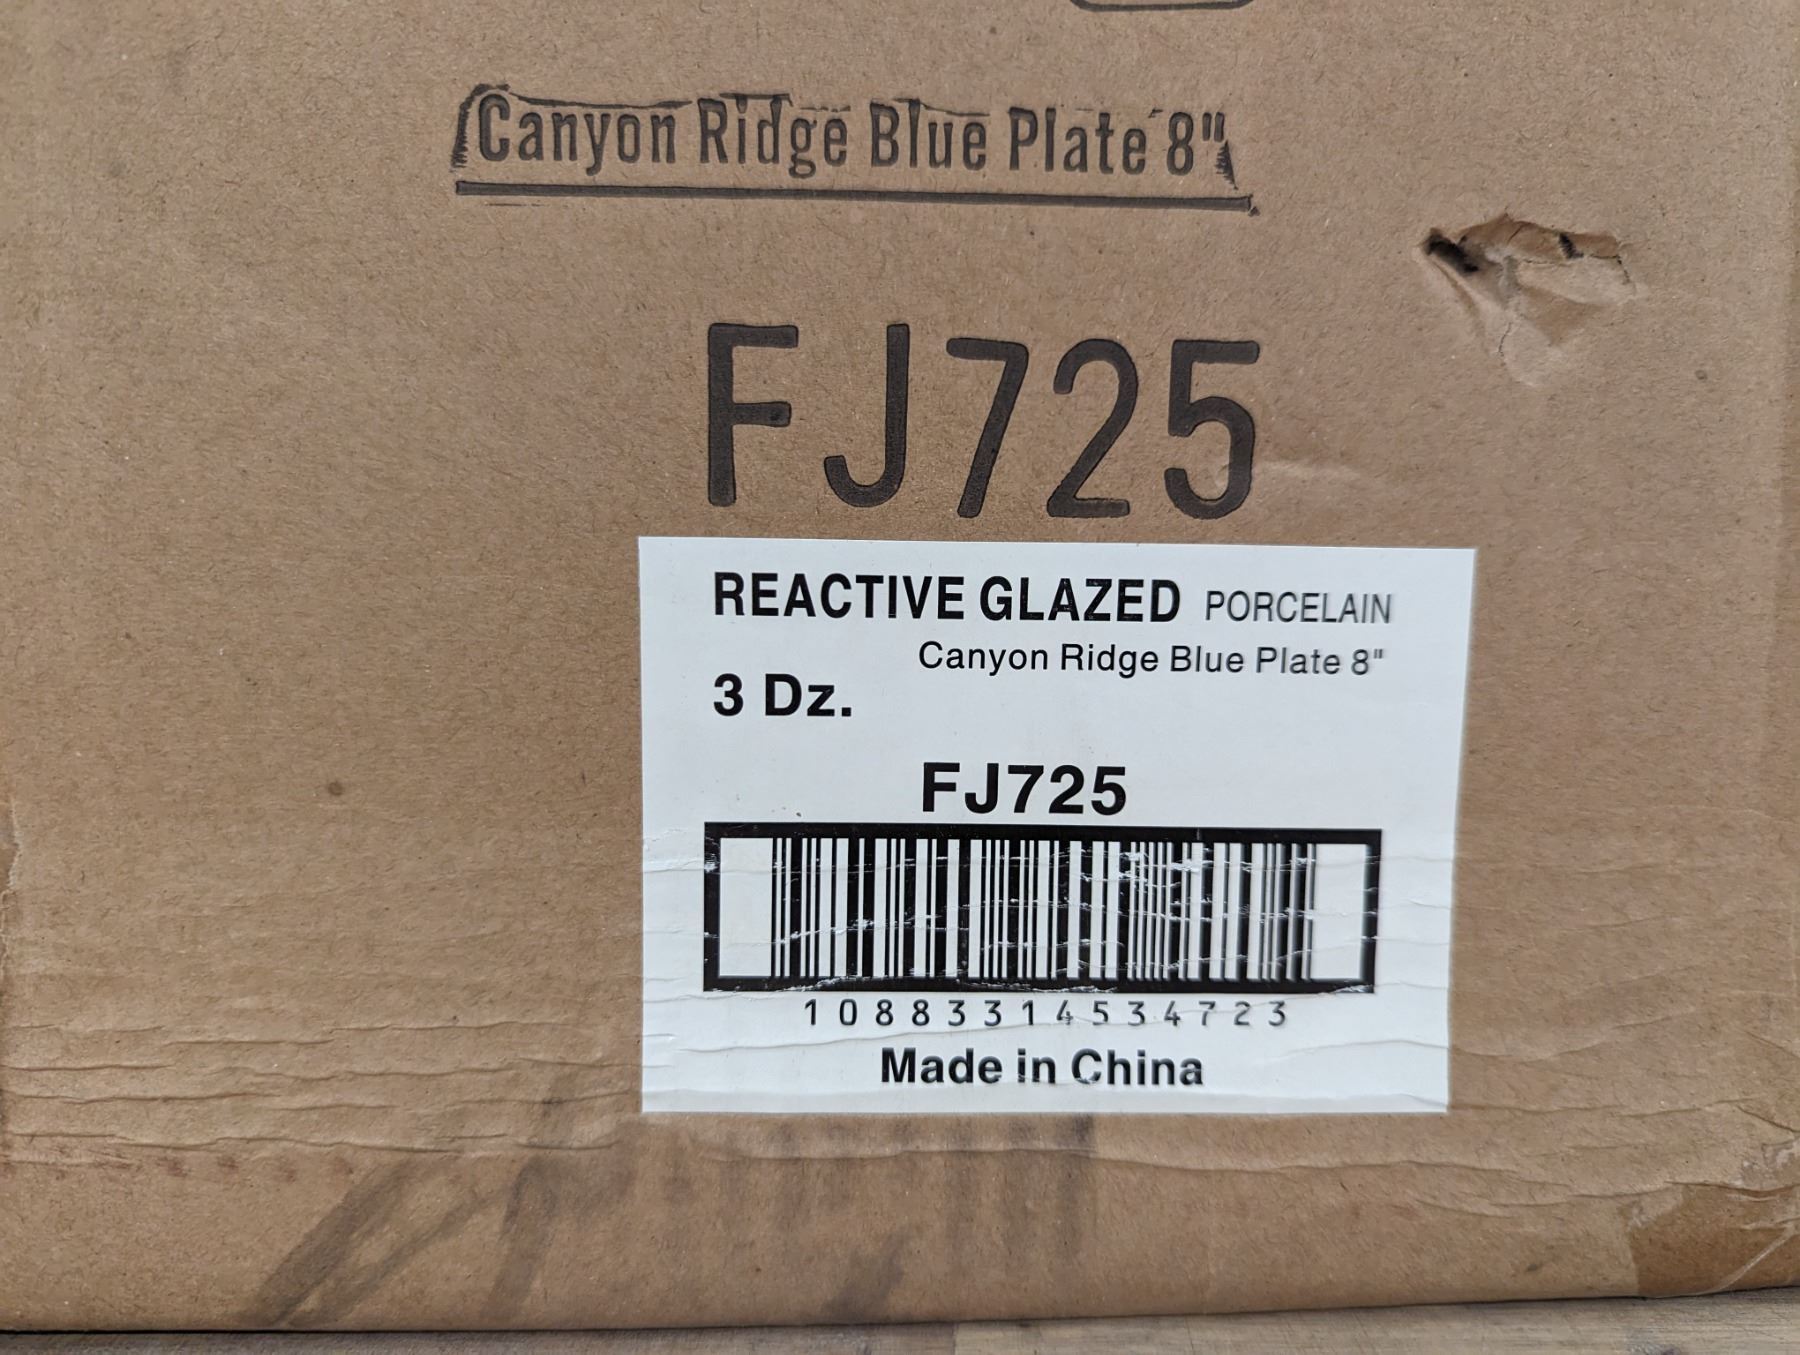 Canyon Ridge Blue Plate 8"
FJ725
REACTIVE GLAZED PORCELAIN
Canyon Ridge Blue Plate 8"
3 Dz.
FJ725
10883314534723
Made in China